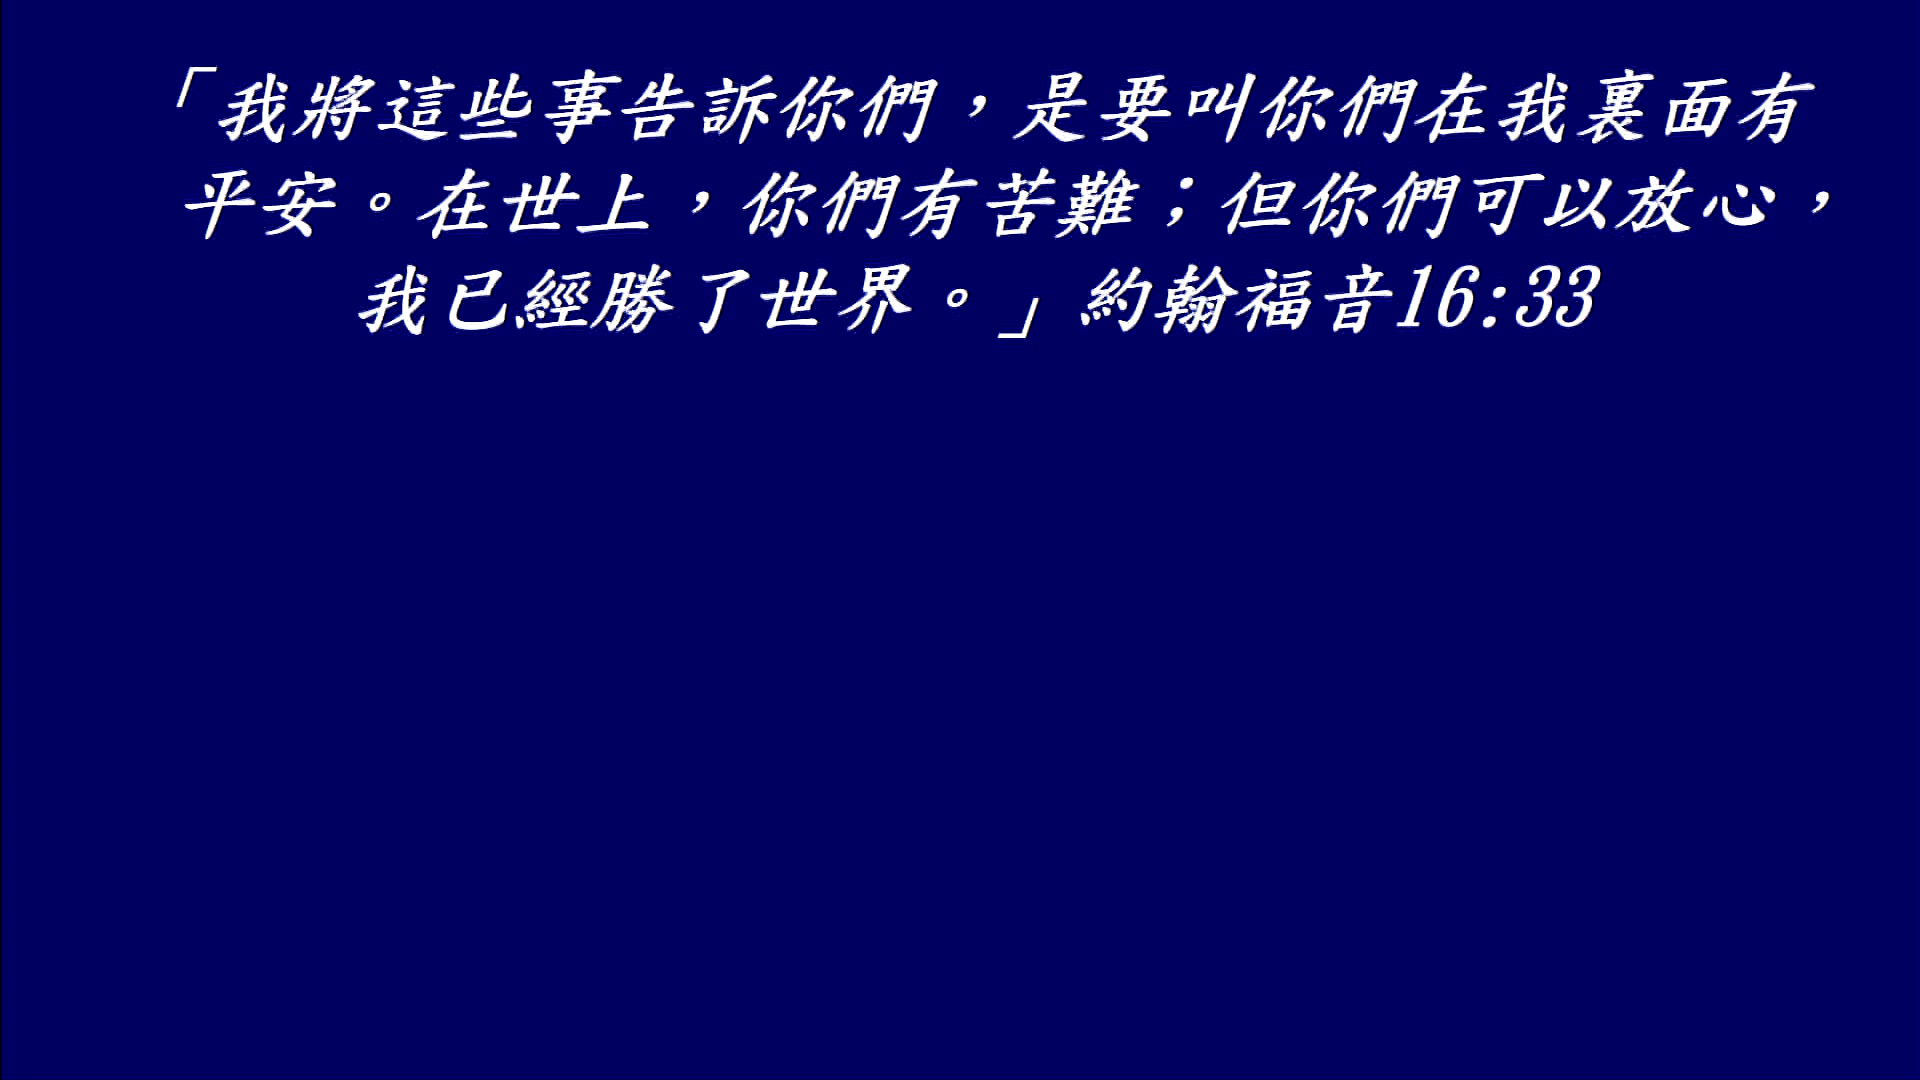 「我將這些事告訴你們，是要叫你們在我裏面有
平安。在世上，你們有苦難；但你們可以放心，
我已經勝了世界。」約翰福音16:33